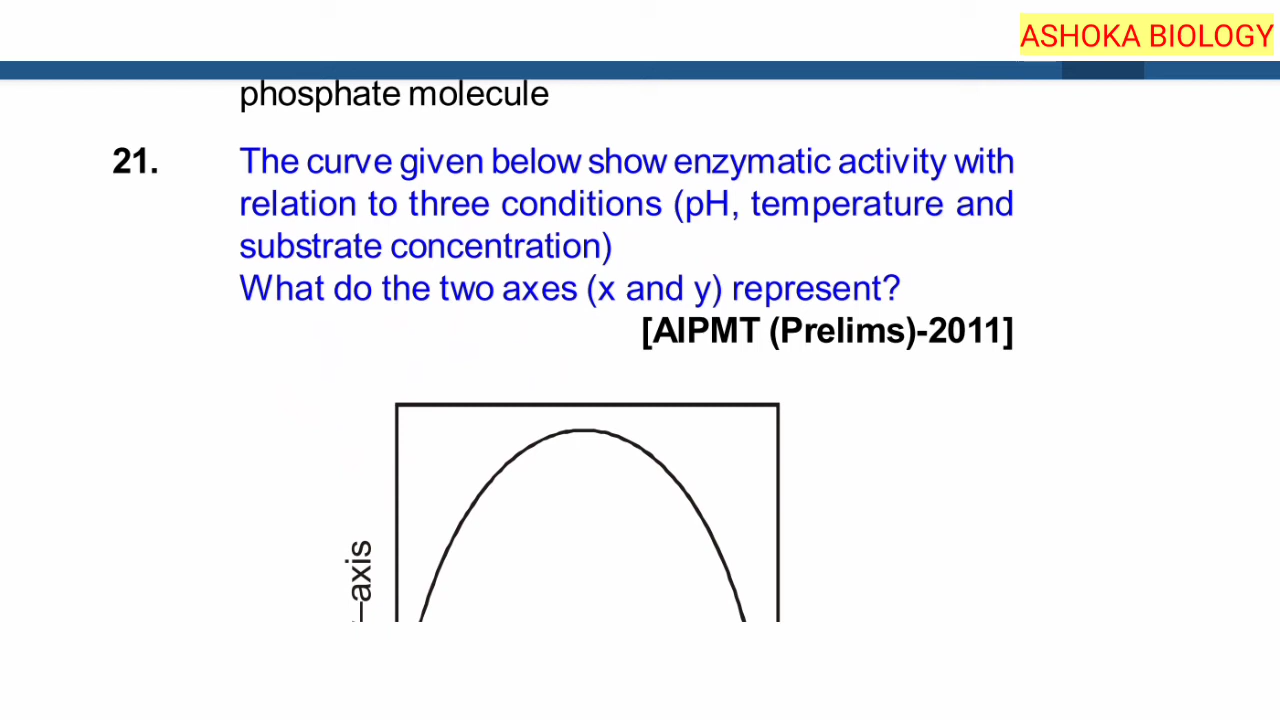 ASHOKA BIOLOGY
phosphate molecule
21. The curve given below show enzymatic activity with
relation to three conditions (pH, temperature and
substrate concentration)
What do the two axes (x and y) represent?
[AIPMT (Prelims)-2011]
–axis